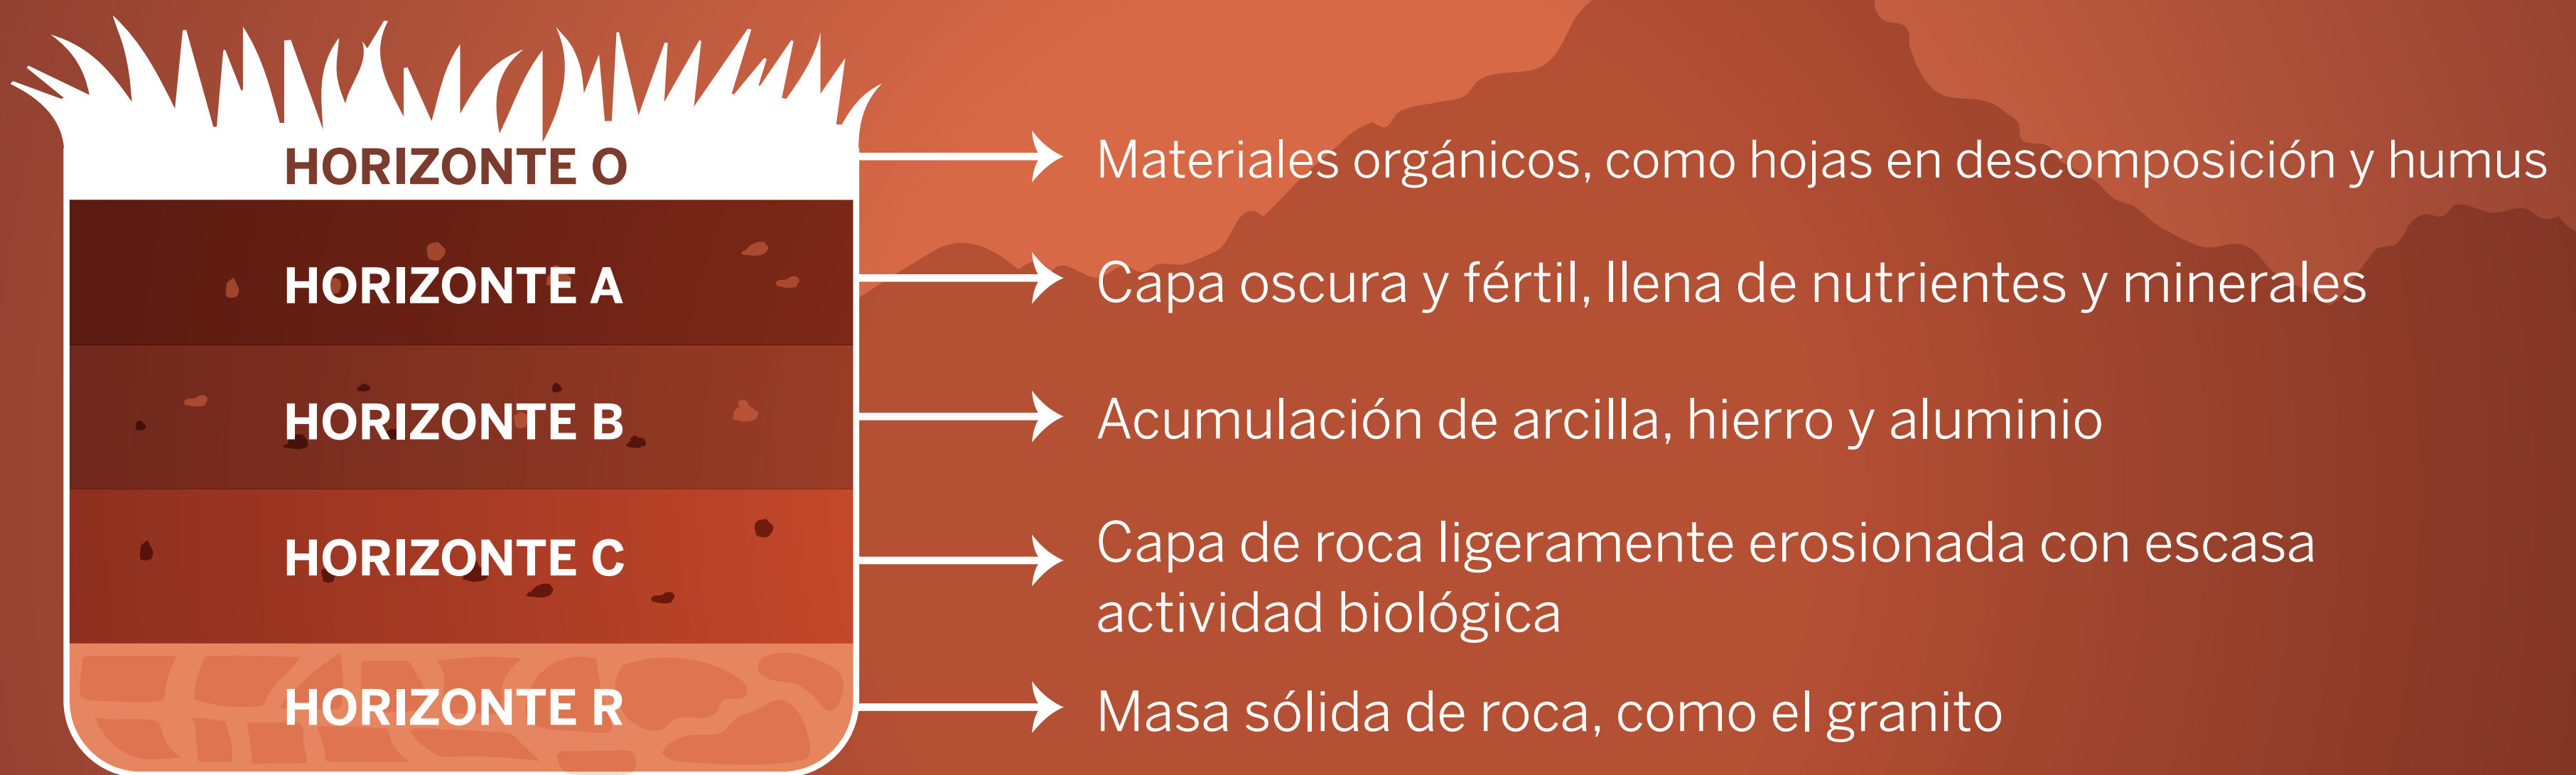 HORIZONTE O
Materiales orgánicos, como hojas en descomposición y humus
HORIZONTE A
Capa oscura y fértil, llena de nutrientes y minerales
HORIZONTE B
Acumulación de arcilla, hierro y aluminio
HORIZONTE C
Capa de roca ligeramente erosionada con escasa
actividad biológica
HORIZONTE R
Masa sólida de roca, como el granito